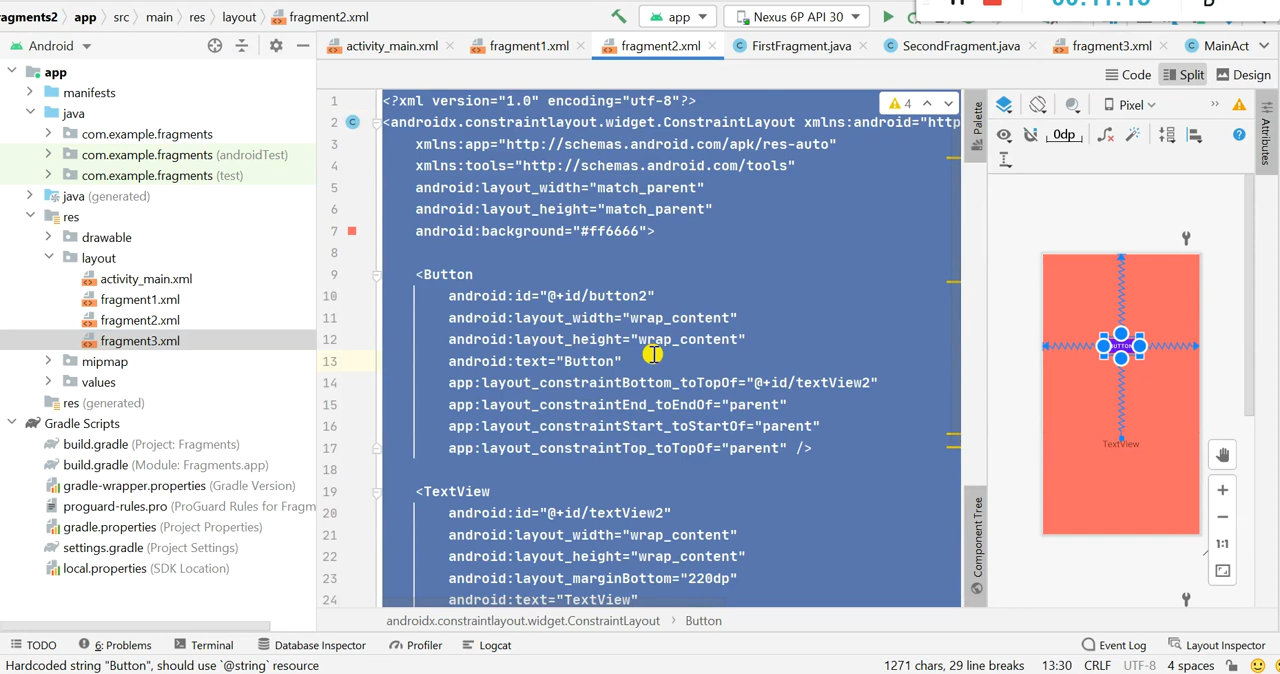 ragments2 › app › src › main › res › layout › fragment2.xml
app
Nexus 6P API 30
Android
activity_main.xml
fragment1.xml
fragment2.xml
FirstFragment.java
SecondFragment.java
fragment3.xml
MainAct
Code
Split
Design
app
manifests
java
com.example.fragments
com.example.fragments (androidTest)
com.example.fragments (test)
java (generated)
res
drawable
layout
activity_main.xml
fragment1.xml
fragment2.xml
fragment3.xml
mipmap
values
res (generated)
Gradle Scripts
build.gradle (Project: Fragments)
build.gradle (Module: Fragments.app)
gradle-wrapper.properties (Gradle Version)
proguard-rules.pro (ProGuard Rules for Fragm
gradle.properties (Project Properties)
settings.gradle (Project Settings)
local.properties (SDK Location)
4
1 <?xml version="1.0" encoding="utf-8"?>
2 <androidx.constraintlayout.widget.ConstraintLayout xmlns:android="http
3 xmlns:app="http://schemas.android.com/apk/res-auto"
4 xmlns:tools="http://schemas.android.com/tools"
5 android:layout_width="match_parent"
6 android:layout_height="match_parent"
7 android:background="#ff6666">
8
9 <Button
10 android:id="@+id/button2"
11 android:layout_width="wrap_content"
12 android:layout_height="wrap_content"
13 android:text="Button"
14 app:layout_constraintBottom_toTopOf="@+id/textView2"
15 app:layout_constraintEnd_toEndOf="parent"
16 app:layout_constraintStart_toStartOf="parent"
17 app:layout_constraintTop_toTopOf="parent" />
18
19 <TextView
20 android:id="@+id/textView2"
21 android:layout_width="wrap_content"
22 android:layout_height="wrap_content"
23 android:layout_marginBottom="220dp"
24 android:text="TextView"
androidx.constraintlayout.widget.ConstraintLayout › Button
Palette
Component Tree
Pixel
0dp
Attributes
BUTTON
TextView
1:1
TODO
6: Problems
Terminal
Database Inspector
Profiler
Logcat
Event Log
Layout Inspector
Hardcoded string "Button", should use `@string` resource
1271 chars, 29 line breaks
13:30
CRLF
UTF-8
4 spaces